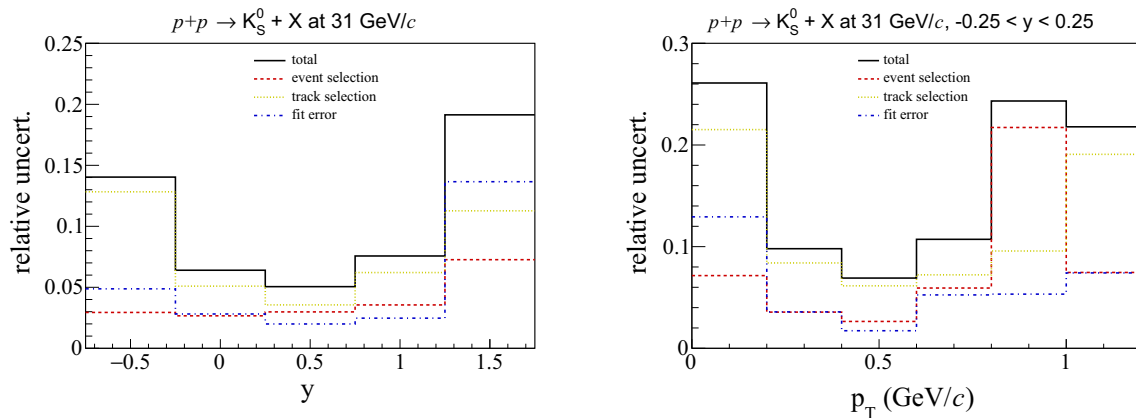 p+p → K⁰_S + X at 31 GeV/c
relative uncert.
0.25
0.2
0.15
0.1
0.05
0
total
event selection
track selection
fit error
−0.5 0 0.5 1 1.5
y
p+p → K⁰_S + X at 31 GeV/c, -0.25 < y < 0.25
relative uncert.
0.3
0.2
0.1
0
total
event selection
track selection
fit error
0 0.5 1
p_T (GeV/c)